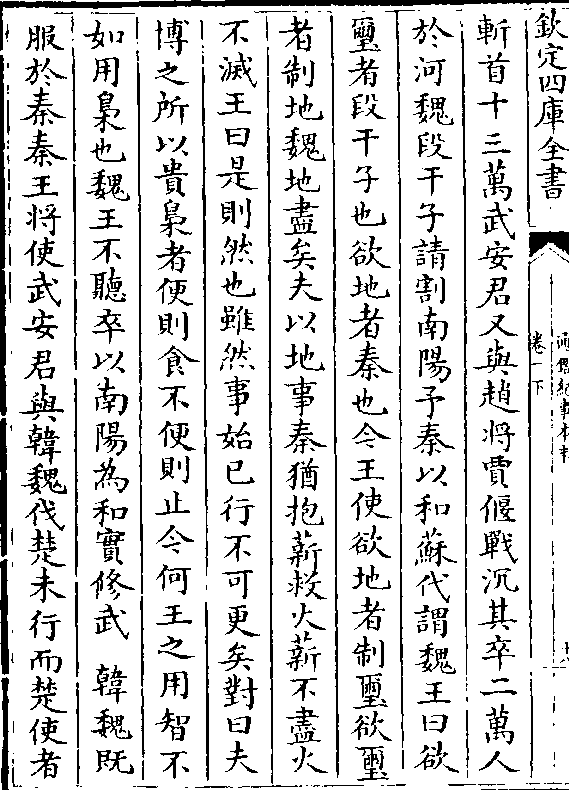 欽定四庫全書
通鑑紀事本末
卷一下
斬首十三萬武安君又與趙將賈偃戰沉其卒二萬人
於河魏段干子請割南陽予秦以和蘇代謂魏王曰欲
璽者段干子也欲地者秦也今王使欲地者制璽欲璽
者制地魏地盡矣夫以地事秦猶抱薪救火薪不盡火
不滅王曰是則然也雖然事始已行不可更矣對曰夫
博之所以貴梟者便則食不便則止今何王之用智不
如用梟也魏王不聽卒以南陽為和實修武　韓魏既
服於秦秦王將使武安君與韓魏伐楚未行而楚使者